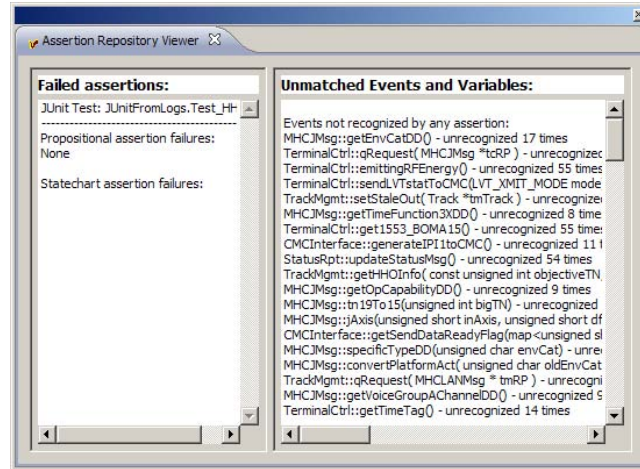 Assertion Repository Viewer
Failed assertions:
JUnit Test: JUnitFromLogs.Test_HH
----------------------------------------
Propositional assertion failures:
None
Statechart assertion failures:
Unmatched Events and Variables:
Events not recognized by any assertion:
MHCJMsg::getEnvCatDD() - unrecognized 17 times
TerminalCtrl::qRequest( MHCJMsg *tcRP ) - unrecognized
TerminalCtrl::emittingRFEnergy() - unrecognized 55 times
TerminalCtrl::sendLVTstatToCMC(LVT_XMIT_MODE mode
TrackMgmt::setStaleOut( Track *tmTrack ) - unrecognized
MHCJMsg::getTimeFunction3XDD() - unrecognized 8 time
TerminalCtrl::get1553_BOMA15() - unrecognized 55 times
CMCInterface::generateIPI1toCMC() - unrecognized 11 t
StatusRpt::updateStatusMsg() - unrecognized 54 times
TrackMgmt::getHHOInfo( const unsigned int objectiveTN,
MHCJMsg::getOpCapabilityDD() - unrecognized 9 times
MHCJMsg::tn19To15(unsigned int bigTN) - unrecognized
MHCJMsg::jAxis(unsigned short inAxis, unsigned short df
CMCInterface::getSendDataReadyFlag(map<unsigned sl
MHCJMsg::specificTypeDD(unsigned char envCat) - unre
MHCJMsg::convertPlatformAct( unsigned char oldEnvCat
TrackMgmt::qRequest( MHCLANMsg * tmRP ) - unrecogni
MHCJMsg::getVoiceGroupAChannelDD() - unrecognized 9
TerminalCtrl::getTimeTag() - unrecognized 14 times